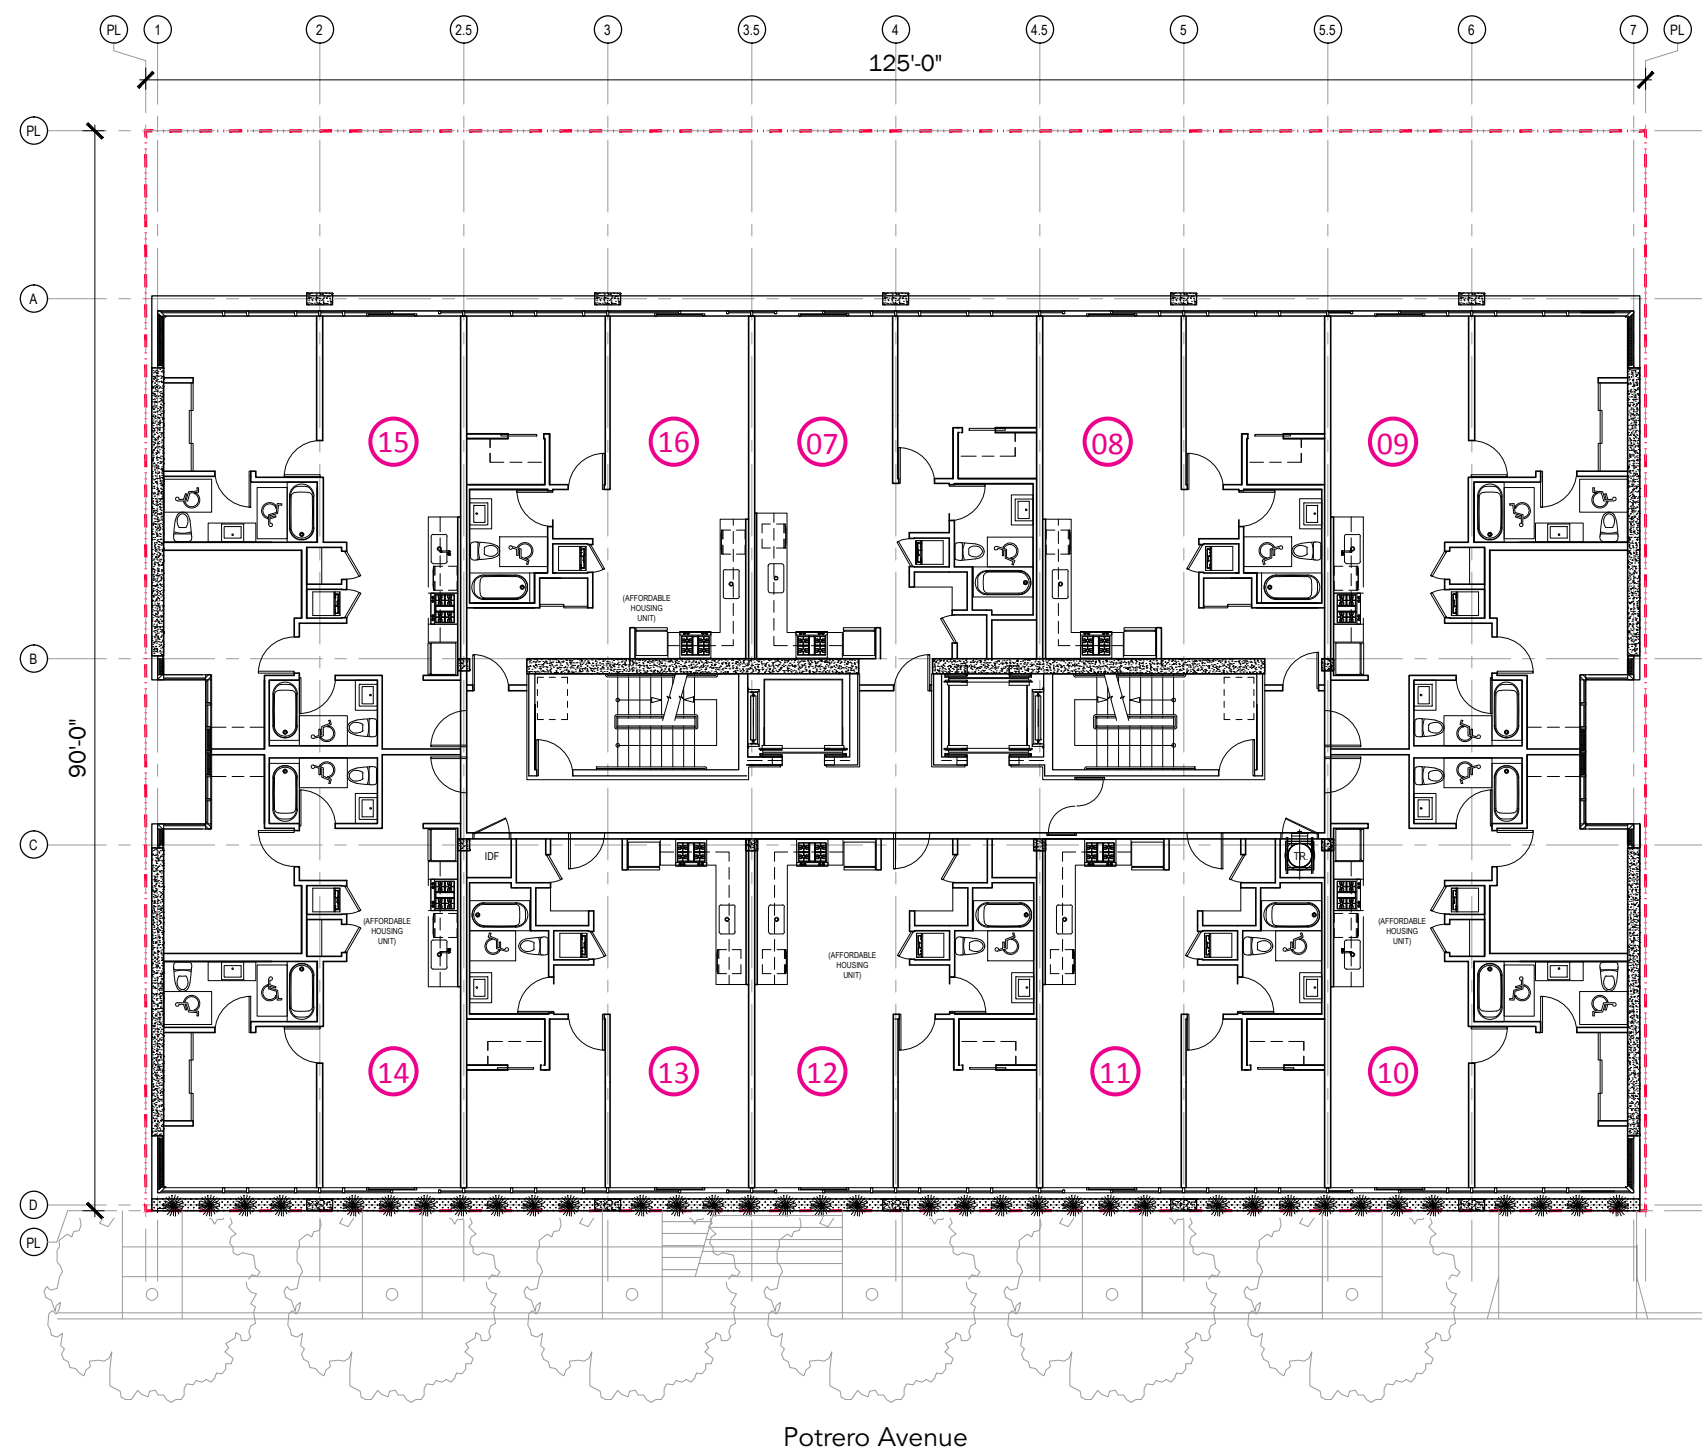 PL 1 2 2.5 3 3.5 4 4.5 5 5.5 6 7 PL
125'-0"
PL
A
15 16 07 08 09
(AFFORDABLE
HOUSING
UNIT)
B
90'-0"
C
IDF
TR.
(AFFORDABLE
HOUSING
UNIT)
(AFFORDABLE
HOUSING
UNIT)
(AFFORDABLE
HOUSING
UNIT)
14 13 12 11 10
D
PL
Potrero Avenue